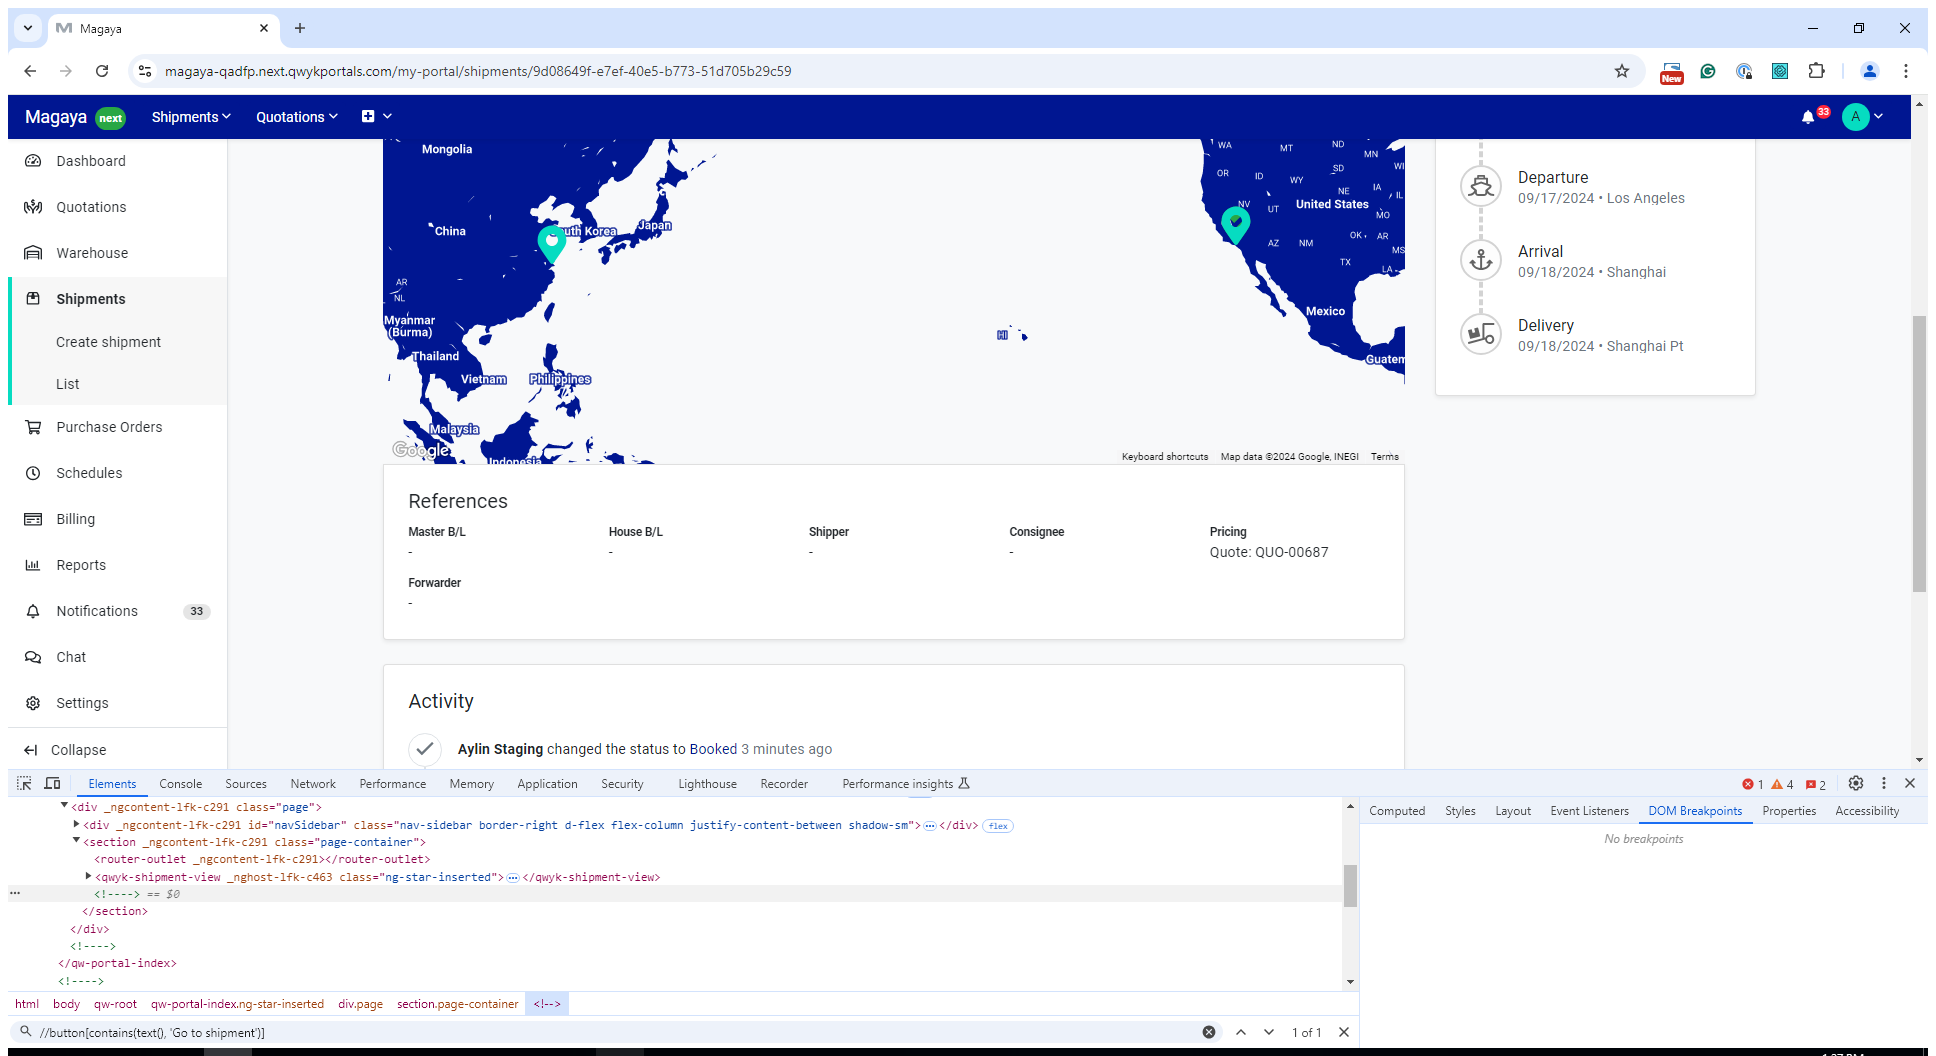 Magaya
magaya-qadfp.next.qwykportals.com/my-portal/shipments/9d08649f-e7ef-40e5-b773-51d705b29c59
New
Magaya next Shipments Quotations
33
A
Dashboard
Quotations
Warehouse
Shipments
Create shipment
List
Purchase Orders
Schedules
Billing
Reports
Notifications 33
Chat
Settings
Collapse
Mongolia
China
South Korea
Japan
AR
NL
Myanmar
(Burma)
Thailand
Vietnam
Philippines
Malaysia
Indonesia
Google
HI
WA
MT
ND
MN
OR
ID
WY
SD
WI
NE
IA
IL
NV
UT
United States
MO
AZ
NM
OK
AR
MS
TX
LA
Mexico
Guatem
Keyboard shortcuts Map data ©2024 Google, INEGI Terms
Departure
09/17/2024 • Los Angeles
Arrival
09/18/2024 • Shanghai
Delivery
09/18/2024 • Shanghai Pt
References
Master B/L House B/L Shipper Consignee Pricing
- - - - Quote: QUO-00687
Forwarder
-
Activity
Aylin Staging changed the status to Booked 3 minutes ago
Elements Console Sources Network Performance Memory Application Security Lighthouse Recorder Performance insights
1 4 2
<div _ngcontent-lfk-c291 class="page">
<div _ngcontent-lfk-c291 id="navSidebar" class="nav-sidebar border-right d-flex flex-column justify-content-between shadow-sm"> … </div> flex
<section _ngcontent-lfk-c291 class="page-container">
<router-outlet _ngcontent-lfk-c291></router-outlet>
<qwyk-shipment-view _nghost-lfk-c463 class="ng-star-inserted"> … </qwyk-shipment-view>
… <!----> == $0
</section>
</div>
<!---->
</qw-portal-index>
<!---->
html body qw-root qw-portal-index.ng-star-inserted div.page section.page-container <!-->
//button[contains(text(), 'Go to shipment')]
1 of 1
Computed Styles Layout Event Listeners DOM Breakpoints Properties Accessibility
No breakpoints